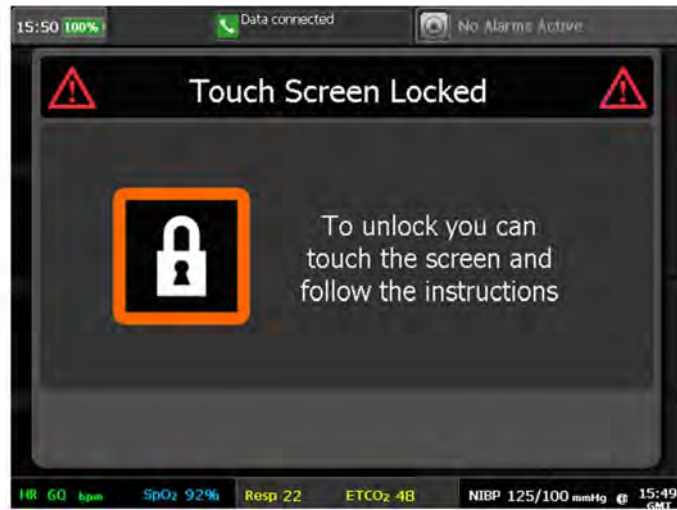 15:50 100%
Data connected
No Alarms Active
Touch Screen Locked
To unlock you can
touch the screen and
follow the instructions
HR 60 bpm
SpO₂ 92%
Resp 22
ETCO₂ 48
NIBP 125/100 mmHg @ 15:49
GMT